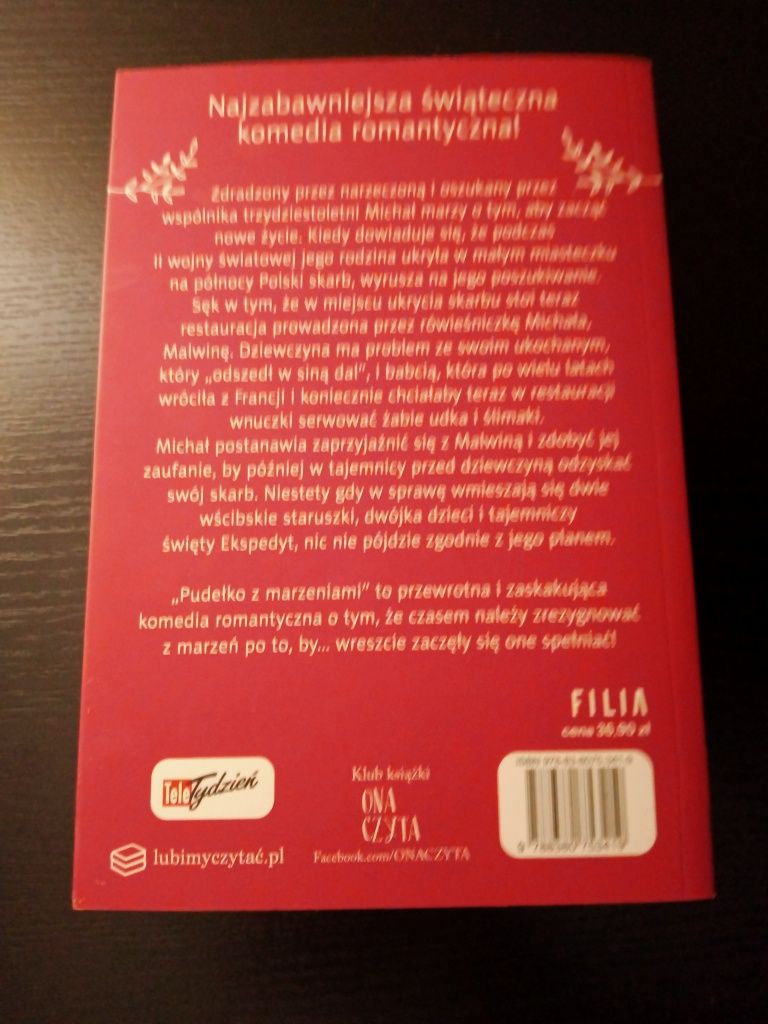 Najzabawniejsza świąteczna
komedia romantyczna!
Zdradzony przez narzeczoną i oszukany przez
wspólnika trzydziestoletni Michał marzy o tym, aby zacząć
nowe życie. Kiedy dowiaduje się, że podczas
II wojny światowej jego rodzina ukryła w małym miasteczku
na północy Polski skarb, wyrusza na jego poszukiwanie.
Sęk w tym, że w miejscu ukrycia skarbu stoi teraz
restauracja prowadzona przez rówieśniczkę Michała,
Malwinę. Dziewczyna ma problem ze swoim ukochanym,
który „odszedł w siną dal”, i babcią, która po wielu latach
wróciła z Francji i koniecznie chciałaby teraz w restauracji
wnuczki serwować żabie udka i ślimaki.
Michał postanawia zaprzyjaźnić się z Malwiną i zdobyć jej
zaufanie, by później w tajemnicy przed dziewczyną odzyskać
swój skarb. Niestety gdy w sprawę wmieszają się dwie
wścibskie staruszki, dwójka dzieci i tajemniczy
święty Ekspedyt, nic nie pójdzie zgodnie z jego planem.
„Pudełko z marzeniami” to przewrotna i zaskakująca
komedia romantyczna o tym, że czasem należy zrezygnować
z marzeń po to, by... wreszcie zaczęły się one spełniać!
FILIA
cena 36,90 zł
Tele Tydzień
lubimyczytać.pl
Klub książki
ONA
CZYTA
Facebook.com/ONACZYTA
ISBN